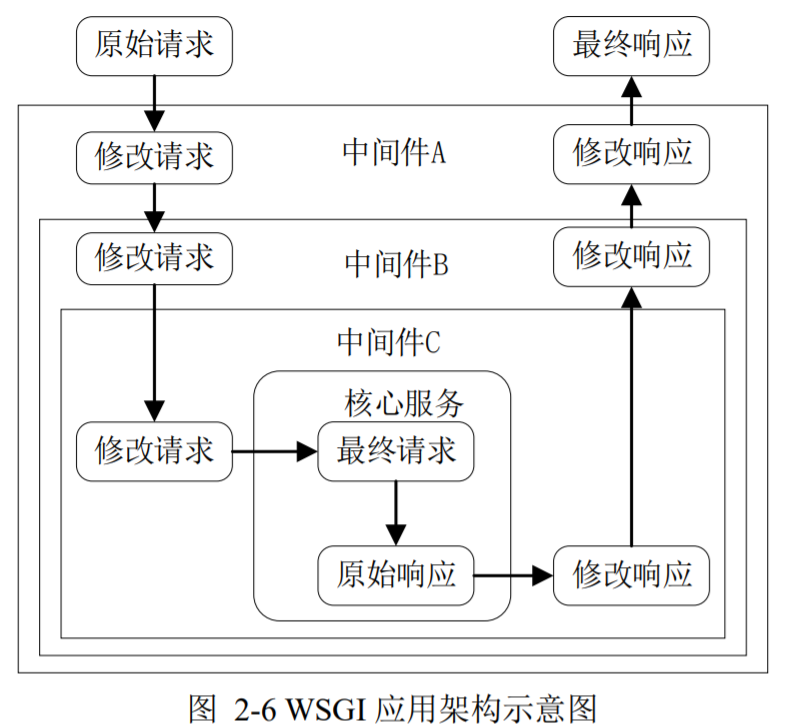 原始请求
最终响应
修改请求
中间件A
修改响应
修改请求
中间件B
修改响应
中间件C
核心服务
修改请求
最终请求
原始响应
修改响应
图 2-6 WSGI 应用架构示意图